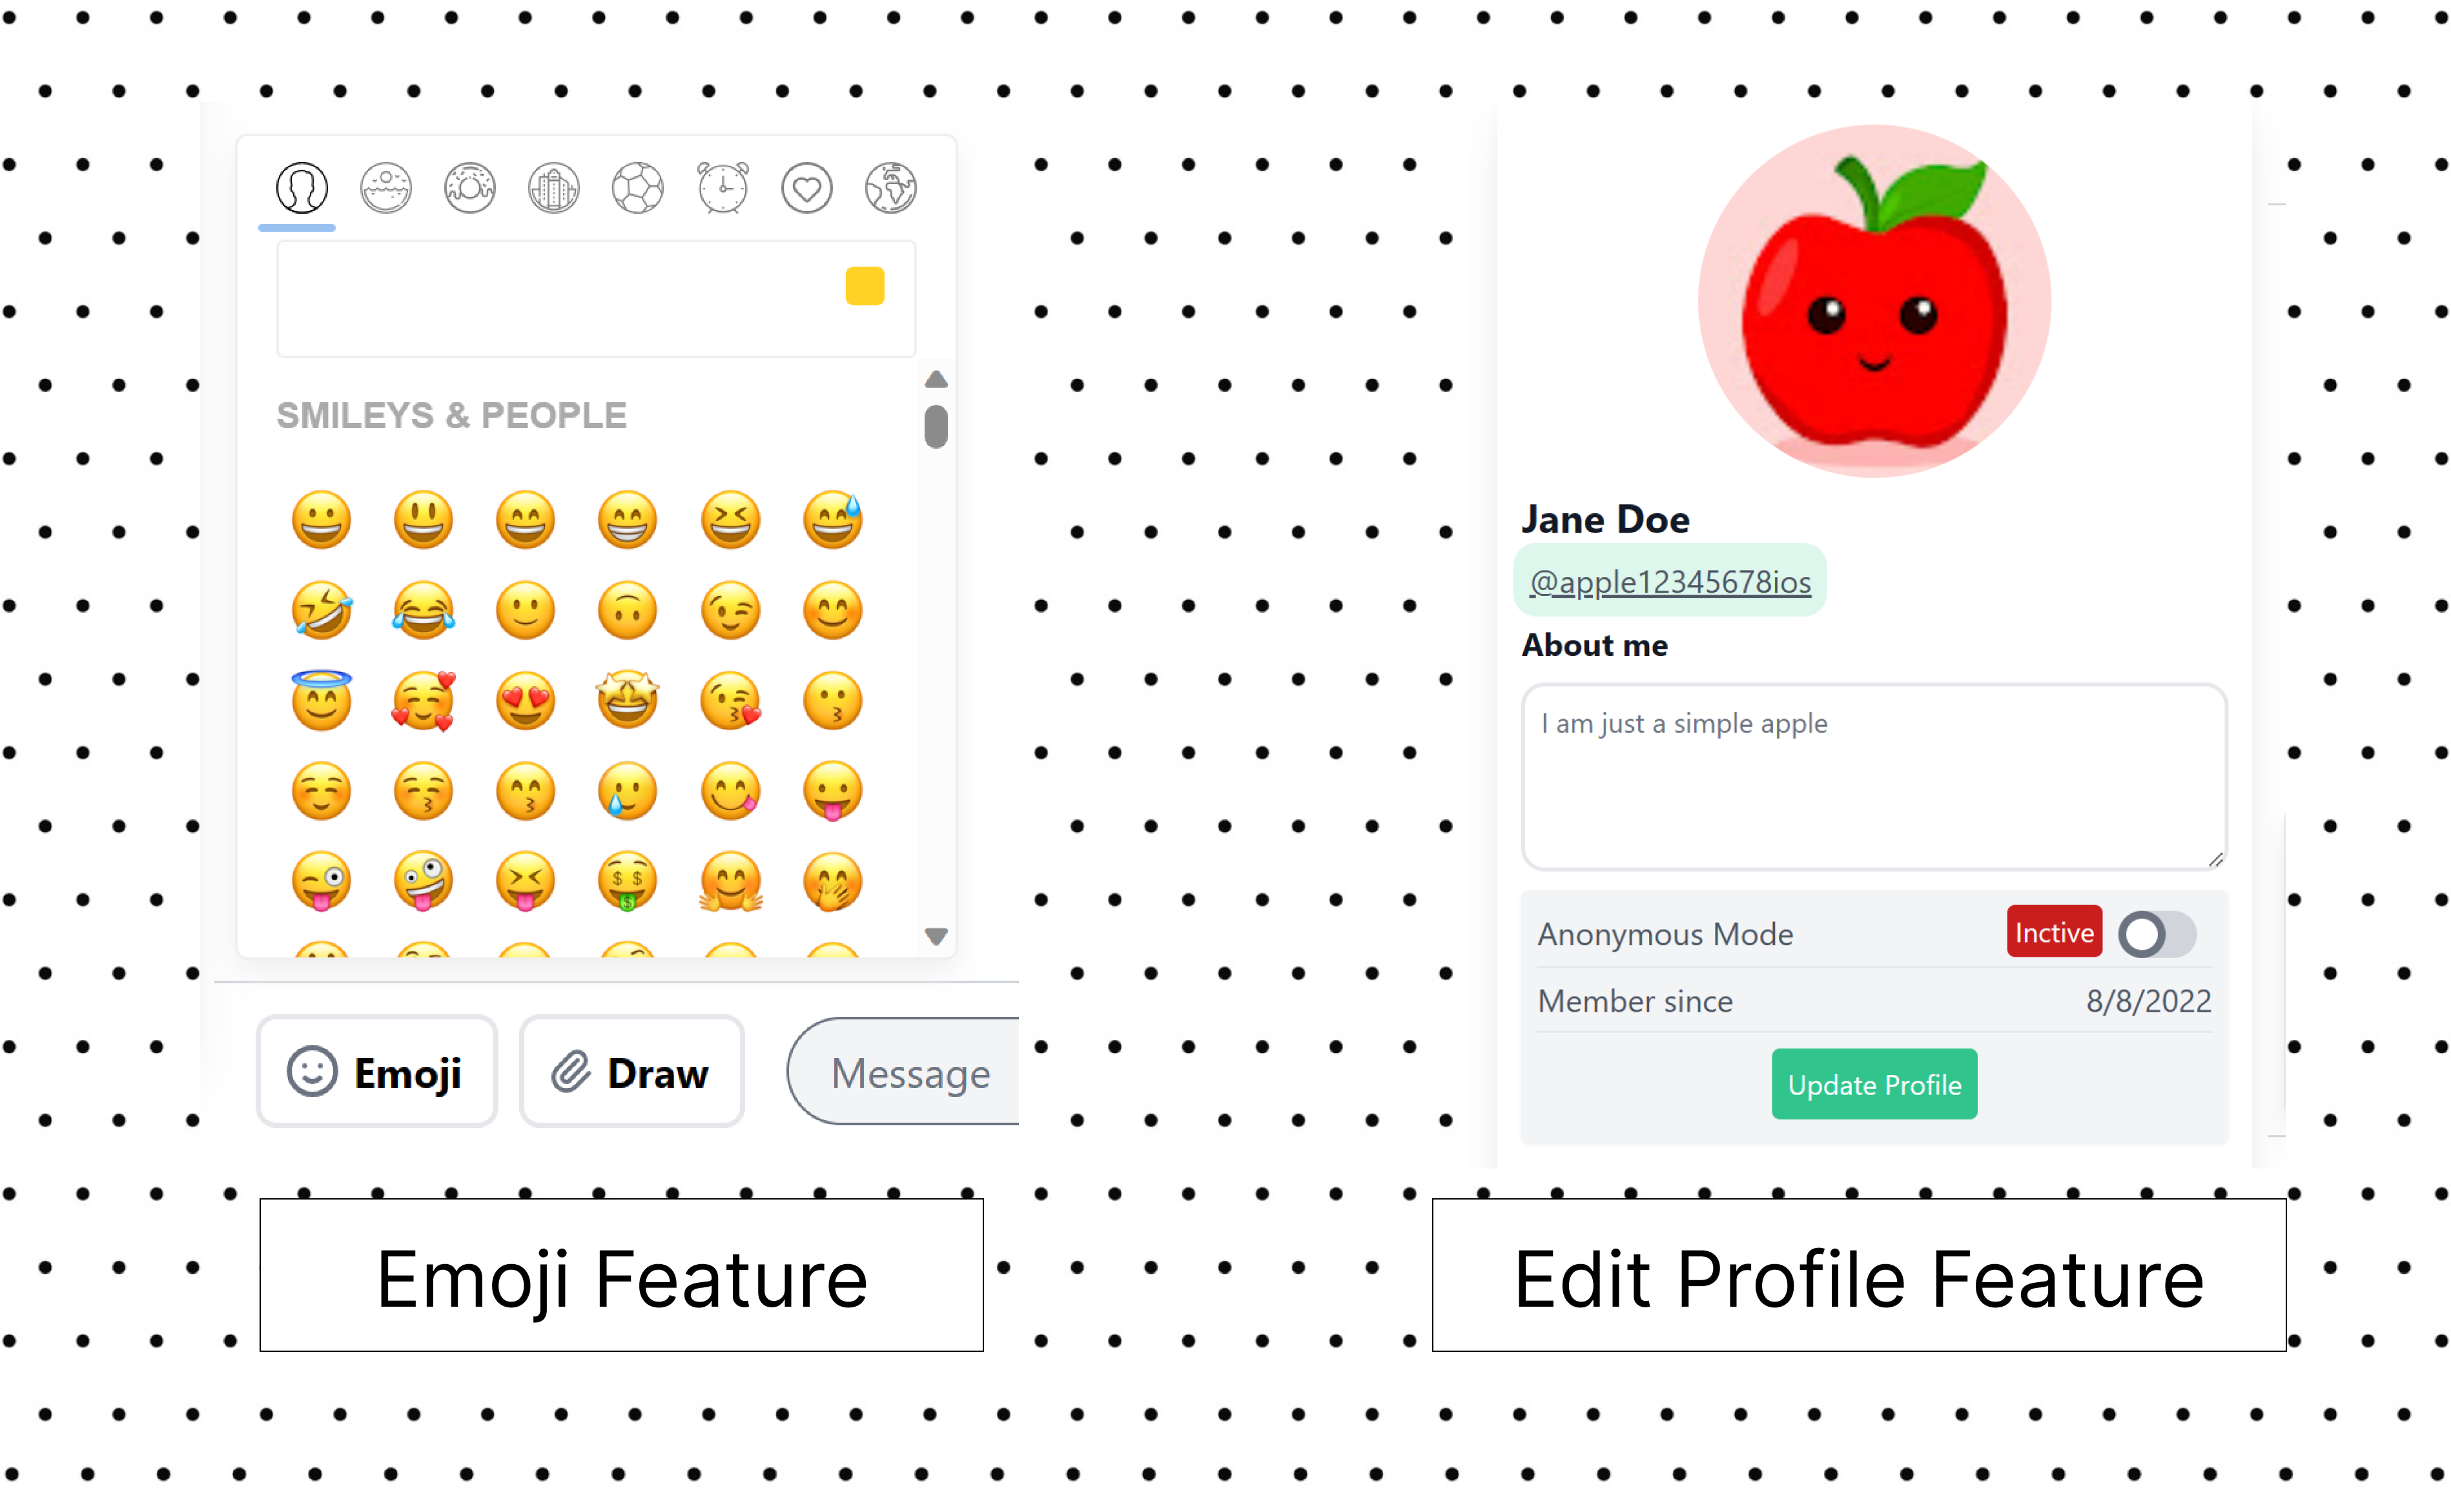 SMILEYS & PEOPLE
Emoji
Draw
Message
Emoji Feature
Jane Doe
@apple12345678ios
About me
I am just a simple apple
Anonymous Mode Inctive
Member since 8/8/2022
Update Profile
Edit Profile Feature